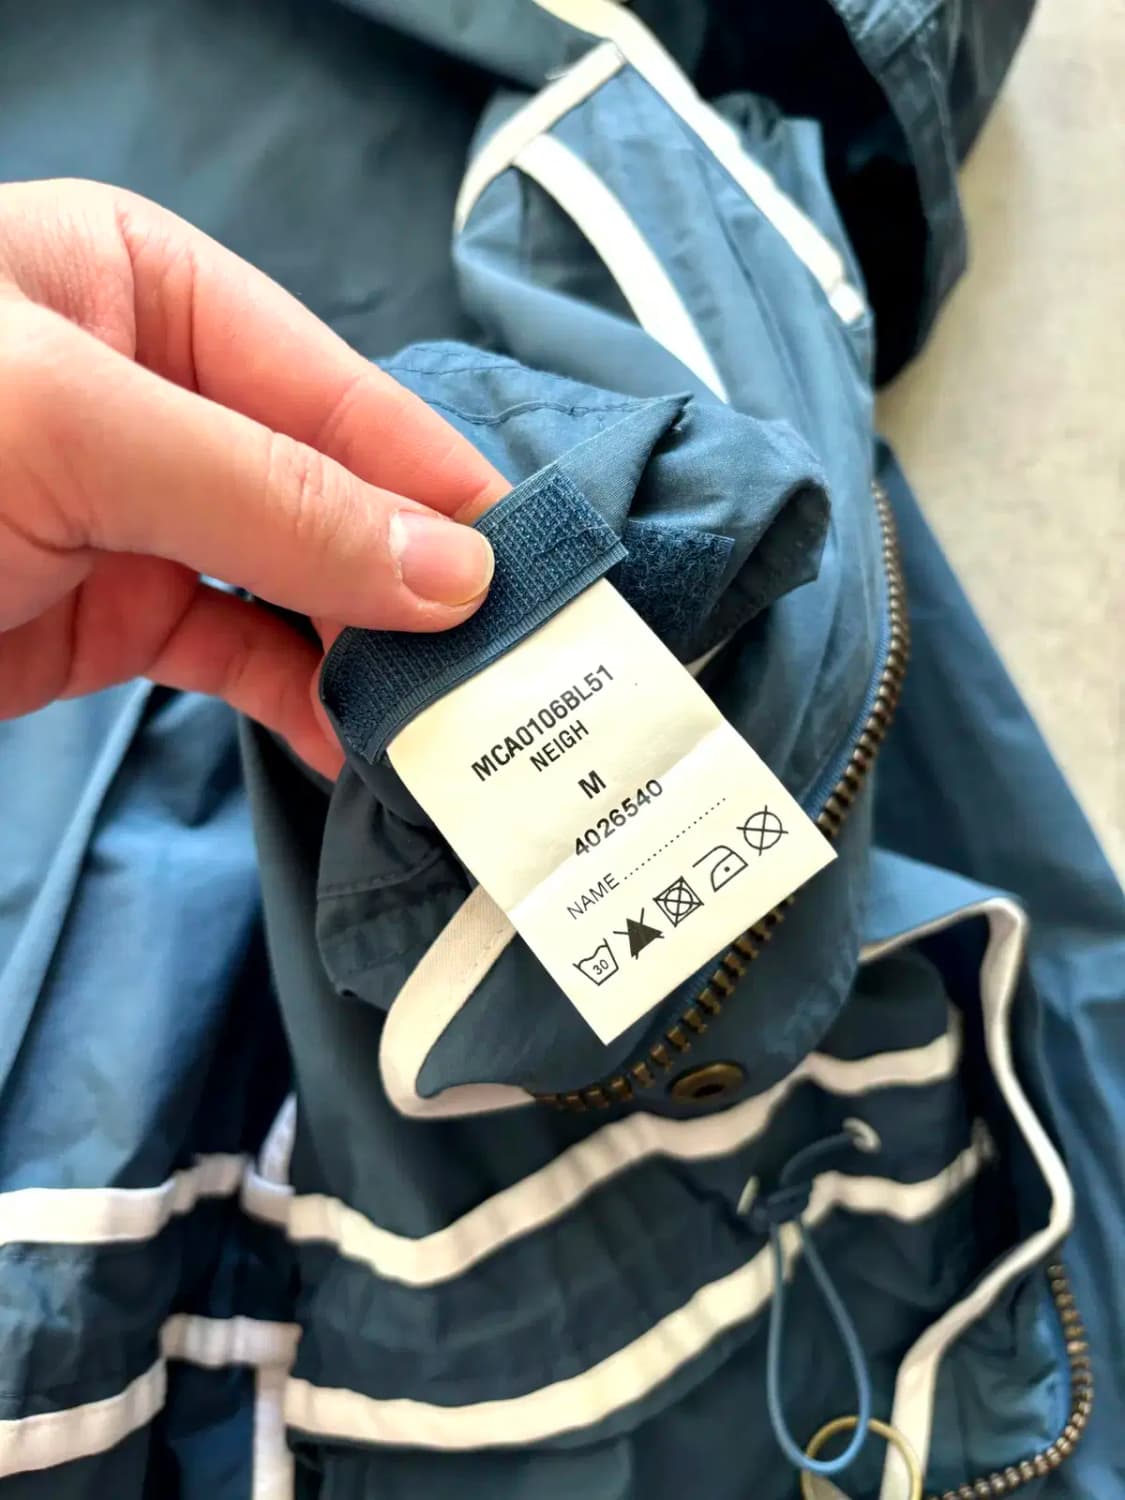 MCA0106BL51
NEIGH
M
4026540
NAME ..................
30